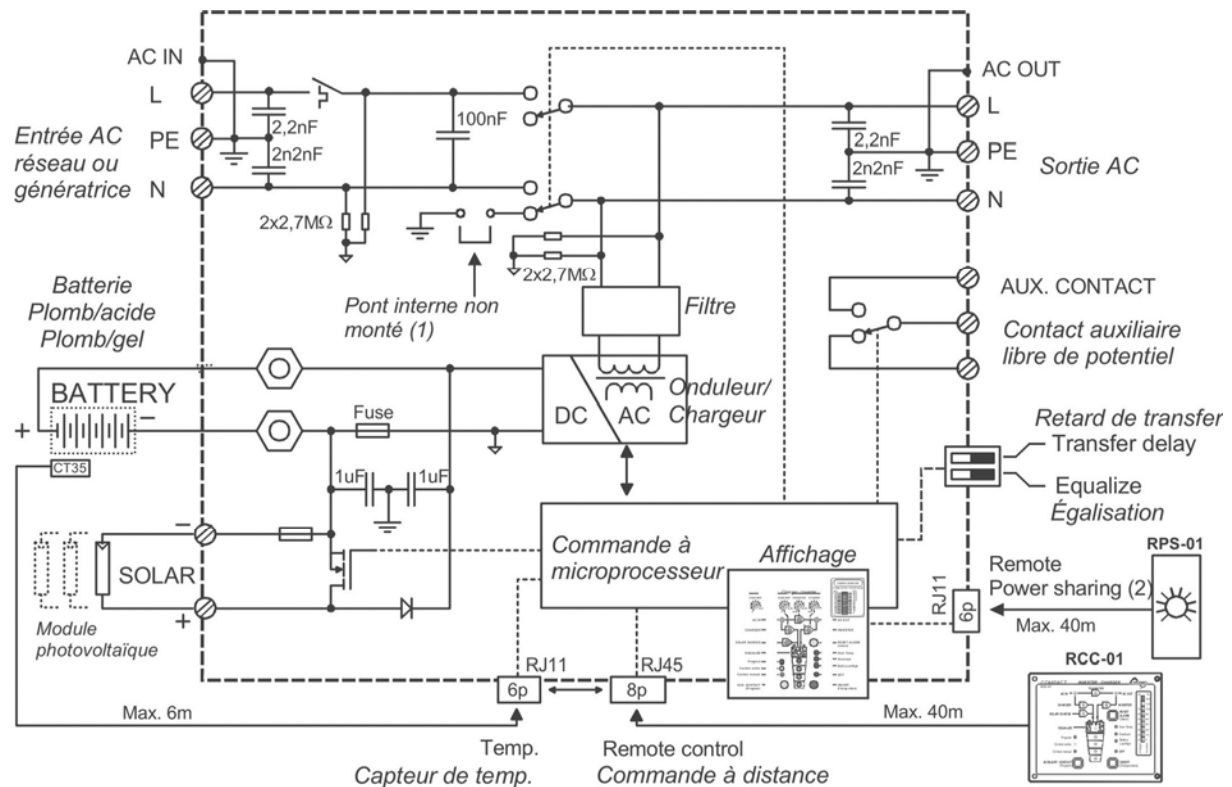 AC IN
L
PE
N
Entrée AC
réseau ou
génératrice
2,2nF
2n2nF
100nF
2x2,7MΩ
2x2,7MΩ
Pont interne non
monté (1)
Filtre
AC OUT
L
PE
N
2,2nF
2n2nF
Sortie AC
AUX. CONTACT
Contact auxiliaire
libre de potentiel
Batterie
Plomb/acide
Plomb/gel
BATTERY
+
−
CT35
Fuse
DC
AC
Onduleur/
Chargeur
1uF
1uF
Retard de transfer
Transfer delay
Equalize
Égalisation
−
SOLAR
+
Module
photovoltaïque
Commande à
microprocesseur
Affichage
RJ11
6p
Remote
Power sharing (2)
Max. 40m
RPS-01
RCC-01
RJ11
6p
RJ45
8p
Max. 6m
Max. 40m
Temp.
Capteur de temp.
Remote control
Commande à distance